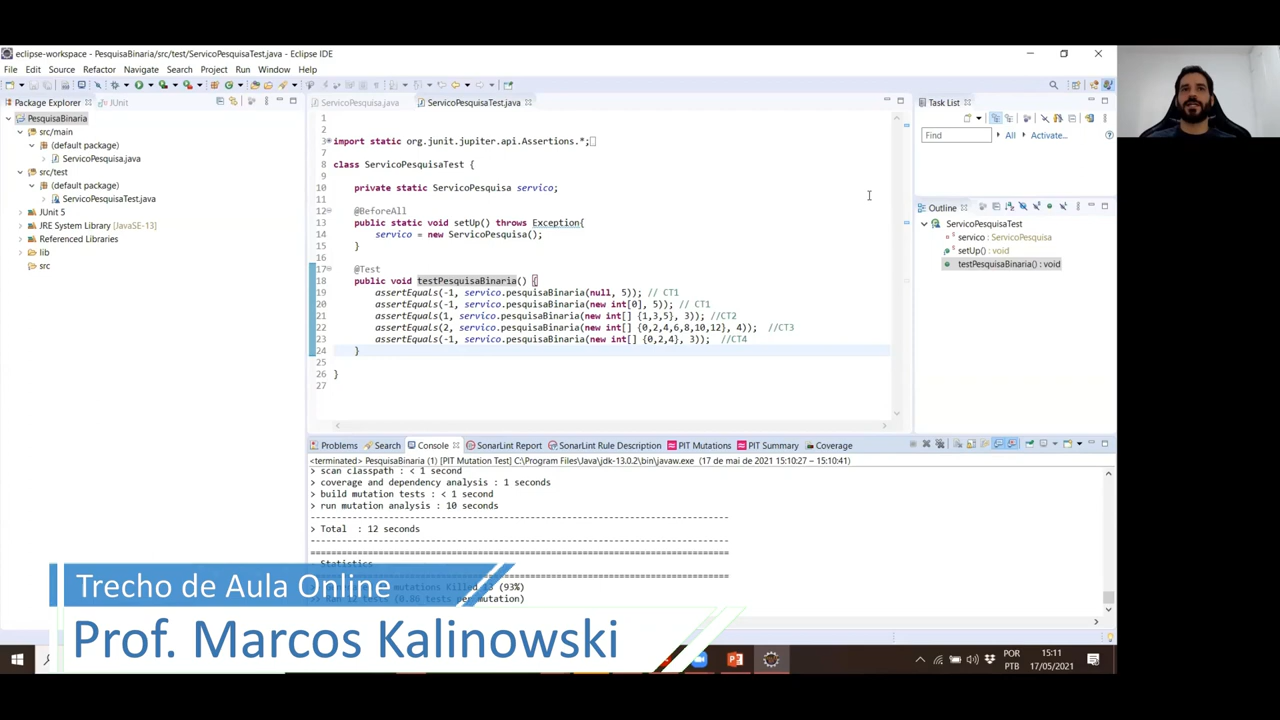 eclipse-workspace - PesquisaBinaria/src/test/ServicoPesquisaTest.java - Eclipse IDE
File Edit Source Refactor Navigate Search Project Run Window Help
Package Explorer JUnit
PesquisaBinaria
src/main
(default package)
ServicoPesquisa.java
src/test
(default package)
ServicoPesquisaTest.java
JUnit 5
JRE System Library [JavaSE-13]
Referenced Libraries
lib
src
ServicoPesquisa.java ServicoPesquisaTest.java
1
2
3 import static org.junit.jupiter.api.Assertions.*;
8 class ServicoPesquisaTest {
9
10 private static ServicoPesquisa servico;
11
12 @BeforeAll
13 public static void setUp() throws Exception{
14 servico = new ServicoPesquisa();
15 }
16
17 @Test
18 public void testPesquisaBinaria() {
19 assertEquals(-1, servico.pesquisaBinaria(null, 5)); // CT1
20 assertEquals(-1, servico.pesquisaBinaria(new int[0], 5)); // CT1
21 assertEquals(1, servico.pesquisaBinaria(new int[] {1,3,5}, 3)); //CT2
22 assertEquals(2, servico.pesquisaBinaria(new int[] {0,2,4,6,8,10,12}, 4)); //CT3
23 assertEquals(-1, servico.pesquisaBinaria(new int[] {0,2,4}, 3)); //CT4
24 }
25
26 }
27
Task List
Find All Activate...
Outline
ServicoPesquisaTest
servico : ServicoPesquisa
setUp() : void
testPesquisaBinaria() : void
Problems Search Console SonarLint Report SonarLint Rule Description PIT Mutations PIT Summary Coverage
<terminated> PesquisaBinaria (1) [PIT Mutation Test] C:\Program Files\Java\jdk-13.0.2\bin\javaw.exe (17 de mai de 2021 15:10:27 – 15:10:41)
> scan classpath : < 1 second
> coverage and dependency analysis : 1 seconds
> build mutation tests : < 1 second
> run mutation analysis : 10 seconds
--------------------------------------------------------------------------------
> Total : 12 seconds
--------------------------------------------------------------------------------
================================================================================
- Statistics
================================================================================
mutations Killed 13 (93%)
>> Ran 12 tests (0.86 tests per mutation)
Trecho de Aula Online
Prof. Marcos Kalinowski
POR
PTB
15:11
17/05/2021